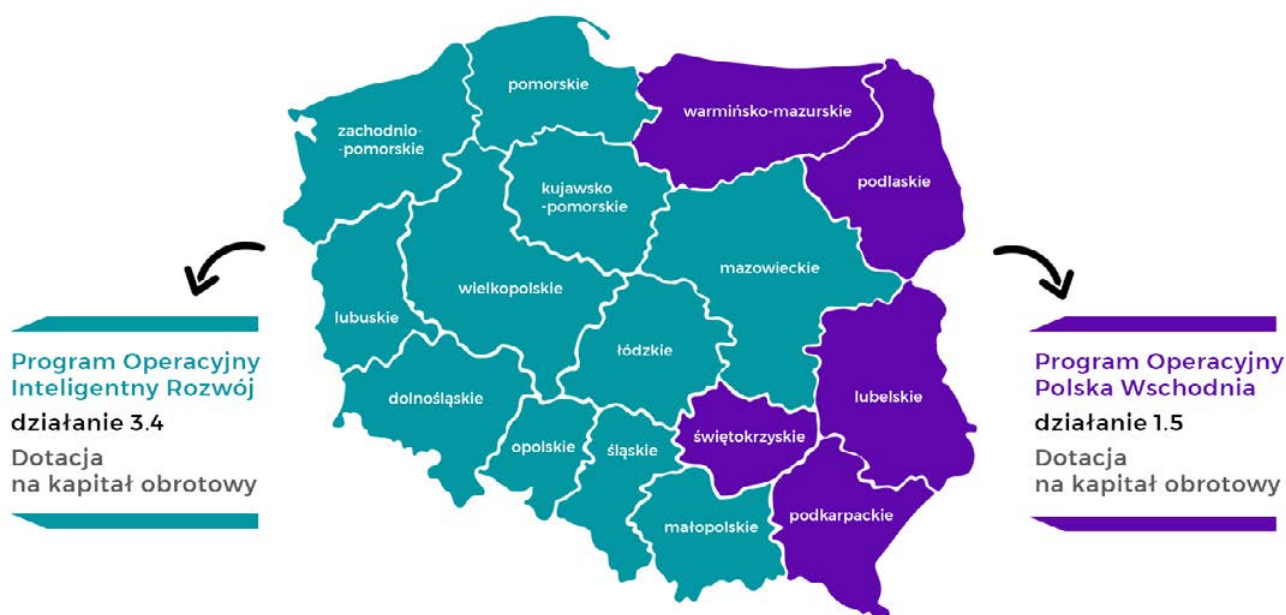 pomorskie
warmińsko-mazurskie
zachodnio-
-pomorskie
podlaskie
kujawsko
-pomorskie
mazowieckie
wielkopolskie
lubuskie
łódzkie
dolnośląskie
lubelskie
świętokrzyskie
opolskie
śląskie
małopolskie
podkarpackie
Program Operacyjny
Inteligentny Rozwój
działanie 3.4
Dotacja
na kapitał obrotowy
Program Operacyjny
Polska Wschodnia
działanie 1.5
Dotacja
na kapitał obrotowy